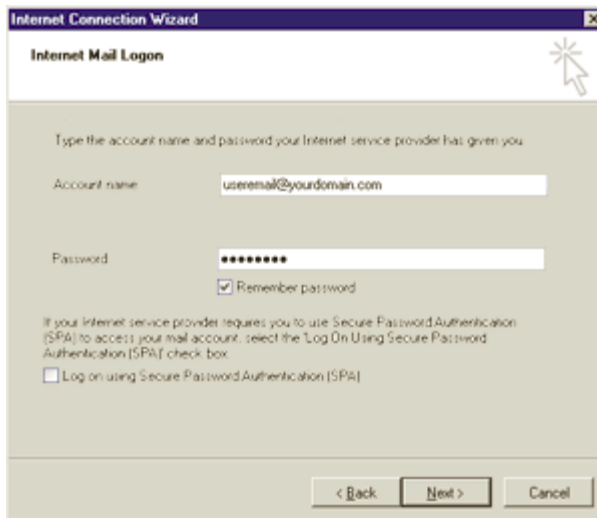 Internet Connection Wizard
Internet Mail Logon
Type the account name and password your Internet service provider has given you.
Account name
useremail@yourdomain.com
Password
••••••••
Remember password
If your Internet service provider requires you to use Secure Password Authentication
(SPA) to access your mail account, select the 'Log On Using Secure Password
Authentication (SPA)' check box.
Log on using Secure Password Authentication (SPA)
< Back
Next >
Cancel